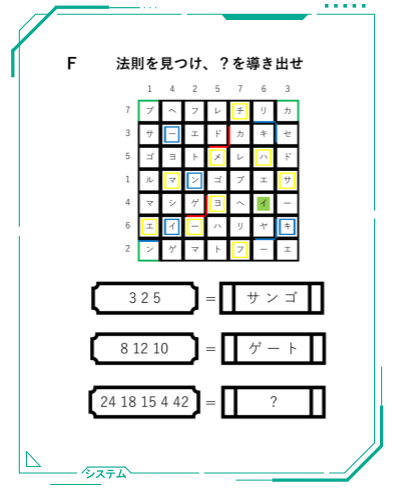 F 法則を見つけ、？を導き出せ
1 4 2 5 7 6 3
7 プ ヘ フ レ チ リ カ
3 サ ー エ ド カ キ セ
5 ゴ ヨ ト メ レ ハ ド
1 ル マ ン ゴ ブ エ サ
4 マ シ ゲ ヨ ヘ イ ー
6 エ イ ー ハ リ ヤ キ
2 ン ゲ マ ト フ ー エ
3 2 5 = サ ン ゴ
8 12 10 = ゲ ー ト
24 18 15 4 42 = ？
システム